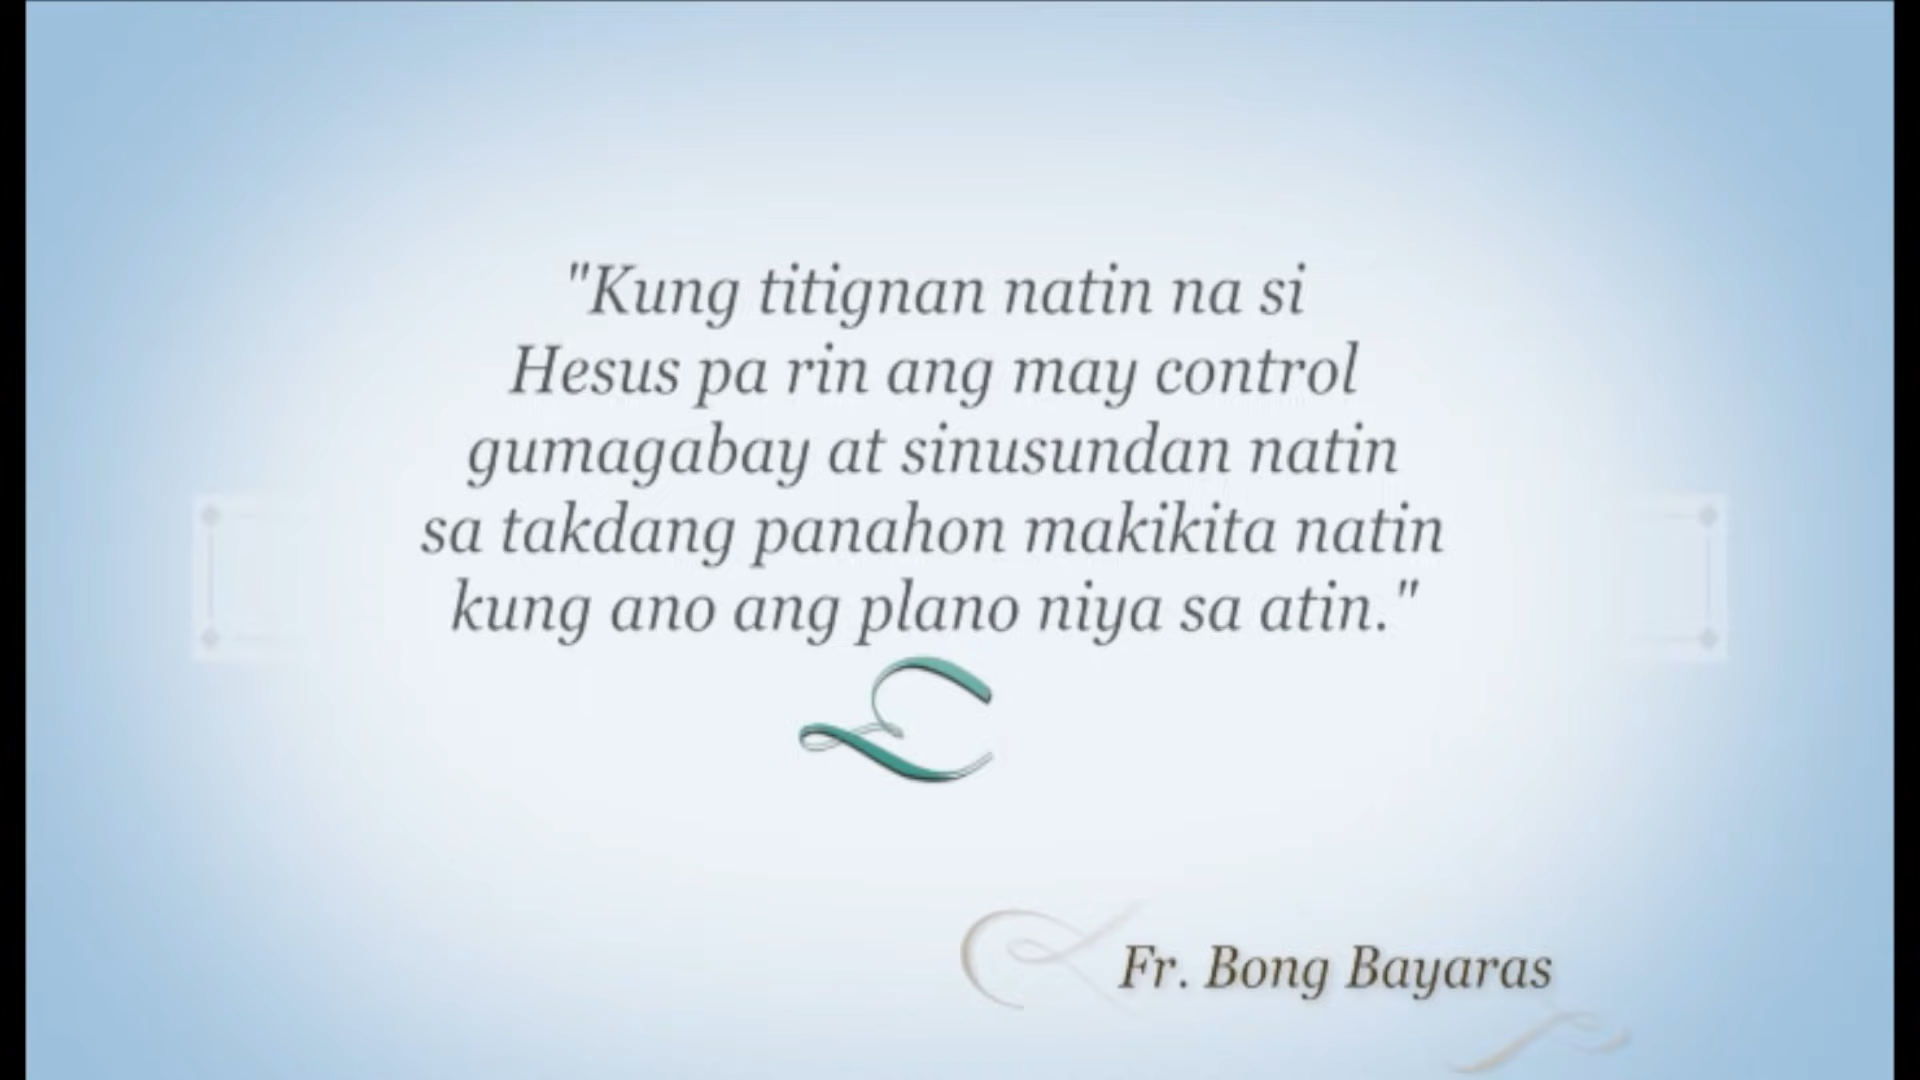 "Kung titignan natin na si
Hesus pa rin ang may control
gumagabay at sinusundan natin
sa takdang panahon makikita natin
kung ano ang plano niya sa atin."
Fr. Bong Bayaras